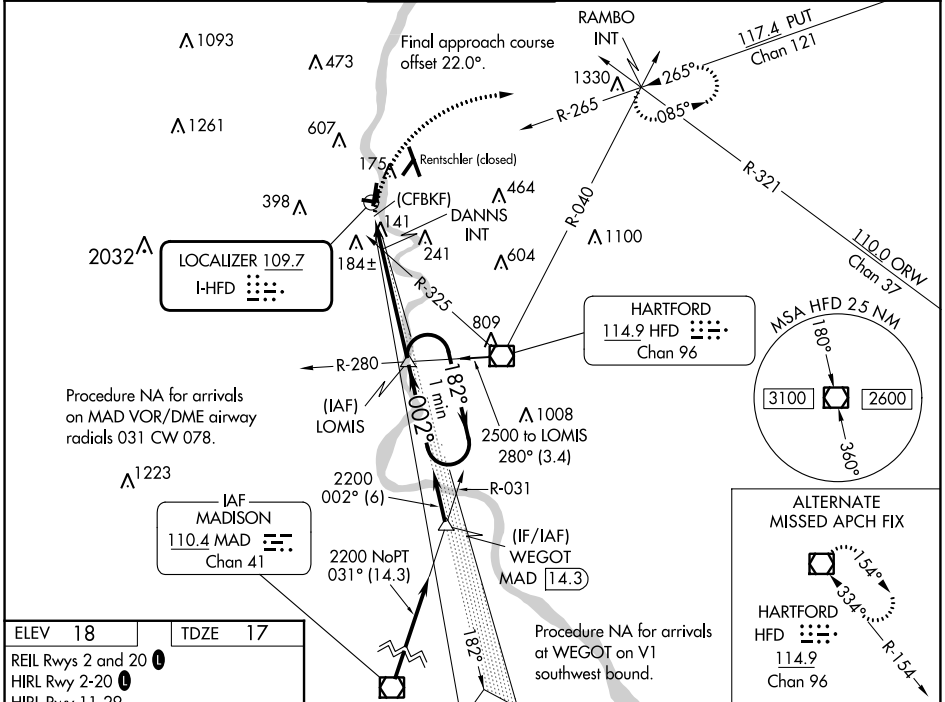 RAMBO
INT
117.4 PUT
Chan 121
1093
473
Final approach course
offset 22.0°.
1330
265°
085°
R-265
1261
607
175
Rentschler (closed)
R-321
R-040
398
(CFBKF)
464
141
DANNS
INT
2032
184±
241
604
1100
LOCALIZER 109.7
I-HFD
R-325
110.0 ORW
Chan 37
809
HARTFORD
114.9 HFD
Chan 96
MSA HFD 25 NM
180°
3100
2600
360°
R-280
Procedure NA for arrivals
on MAD VOR/DME airway
radials 031 CW 078.
(IAF)
LOMIS
182°
1 min
002°
1008
2500 to LOMIS
280° (3.4)
1223
2200
002° (6)
R-031
IAF
MADISON
110.4 MAD
Chan 41
(IF/IAF)
WEGOT
MAD 14.3
2200 NoPT
031° (14.3)
ALTERNATE
MISSED APCH FIX
154°
334°
HARTFORD
HFD
114.9
Chan 96
R-154
Procedure NA for arrivals
at WEGOT on V1
southwest bound.
182°
ELEV 18
TDZE 17
REIL Rwys 2 and 20 L
HIRL Rwy 2-20 L
HIRL Rwy 11-29